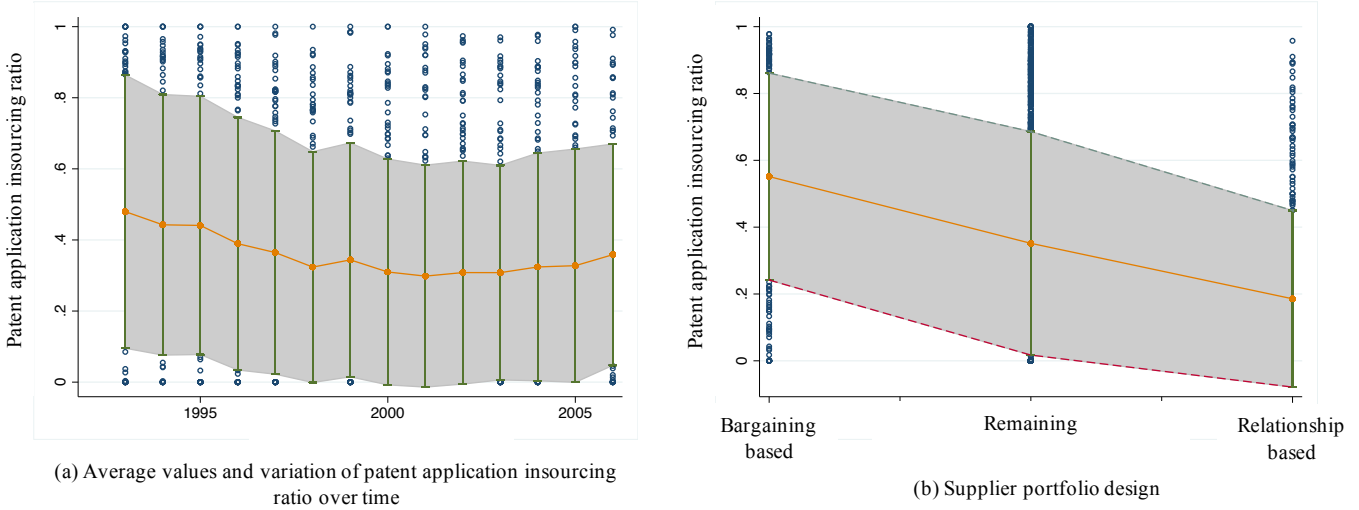 Patent application insourcing ratio
1
.8
.6
.4
.2
0
1995
2000
2005
(a) Average values and variation of patent application insourcing
ratio over time
Patent application insourcing ratio
1
.8
.6
.4
.2
0
Bargaining
based
Remaining
Relationship
based
(b) Supplier portfolio design